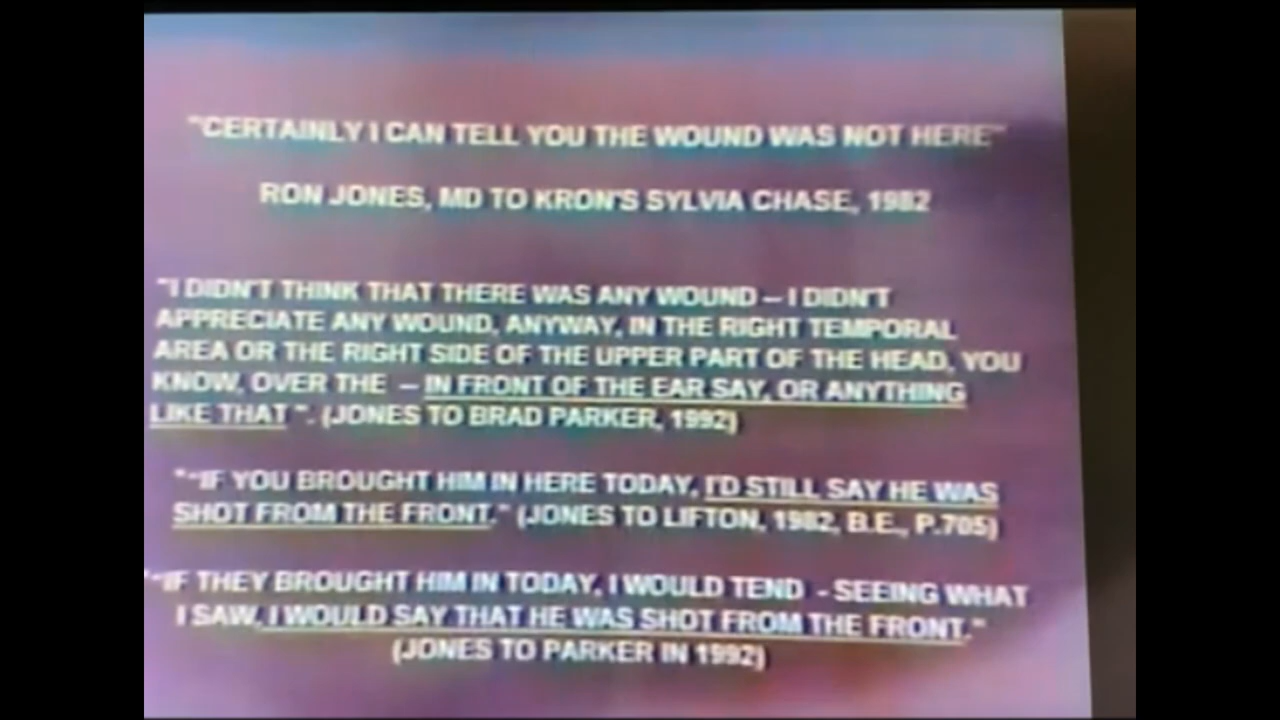 "CERTAINLY I CAN TELL YOU THE WOUND WAS NOT HERE"
RON JONES, MD TO KRON'S SYLVIA CHASE, 1982
"I DIDN'T THINK THAT THERE WAS ANY WOUND – I DIDN'T
APPRECIATE ANY WOUND, ANYWAY, IN THE RIGHT TEMPORAL
AREA OR THE RIGHT SIDE OF THE UPPER PART OF THE HEAD, YOU
KNOW, OVER THE – IN FRONT OF THE EAR SAY, OR ANYTHING
LIKE THAT ". (JONES TO BRAD PARKER, 1992)
"“IF YOU BROUGHT HIM IN HERE TODAY, I'D STILL SAY HE WAS
SHOT FROM THE FRONT." (JONES TO LIFTON, 1982, B.E., P.705)
"“IF THEY BROUGHT HIM IN TODAY, I WOULD TEND - SEEING WHAT
I SAW, I WOULD SAY THAT HE WAS SHOT FROM THE FRONT."
(JONES TO PARKER IN 1992)